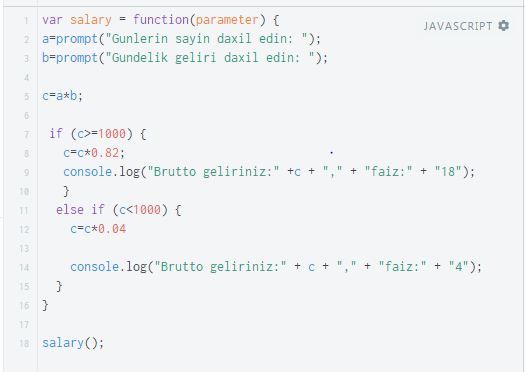 JAVASCRIPT
1 var salary = function(parameter) {
2 a=prompt("Gunlerin sayin daxil edin: ");
3 b=prompt("Gundelik geliri daxil edin: ");
4
5 c=a*b;
6
7 if (c>=1000) {
8 c=c*0.82;
9 console.log("Brutto geliriniz:" +c + "," + "faiz:" + "18");
10 }
11 else if (c<1000) {
12 c=c*0.04
13
14 console.log("Brutto geliriniz:" + c + "," + "faiz:" + "4");
15 }
16 }
17
18 salary();